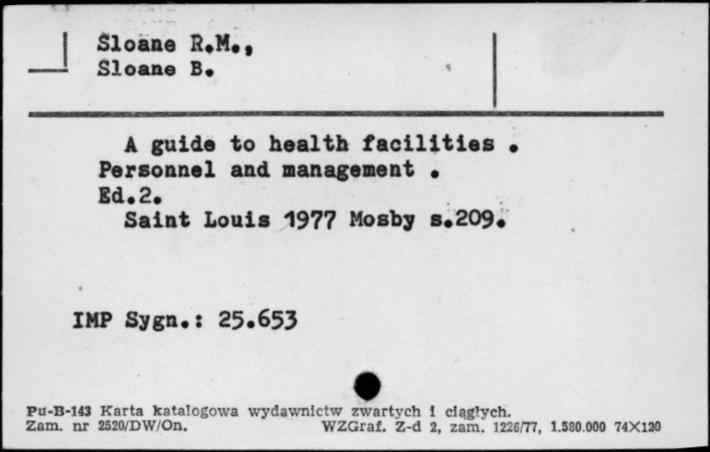 Sloane R.M.,
Sloane B.
A guide to health facilities .
Personnel and management .
Ed.2.
Saint Louis 1977 Mosby s.209.
IMP Sygn.: 25.653
Pu-B-143 Karta katalogowa wydawnictw zwartych i ciągłych.
Zam. nr 2520/DW/On. WZGraf. Z-d 2, zam. 1226/77, 1.580.000 74X120